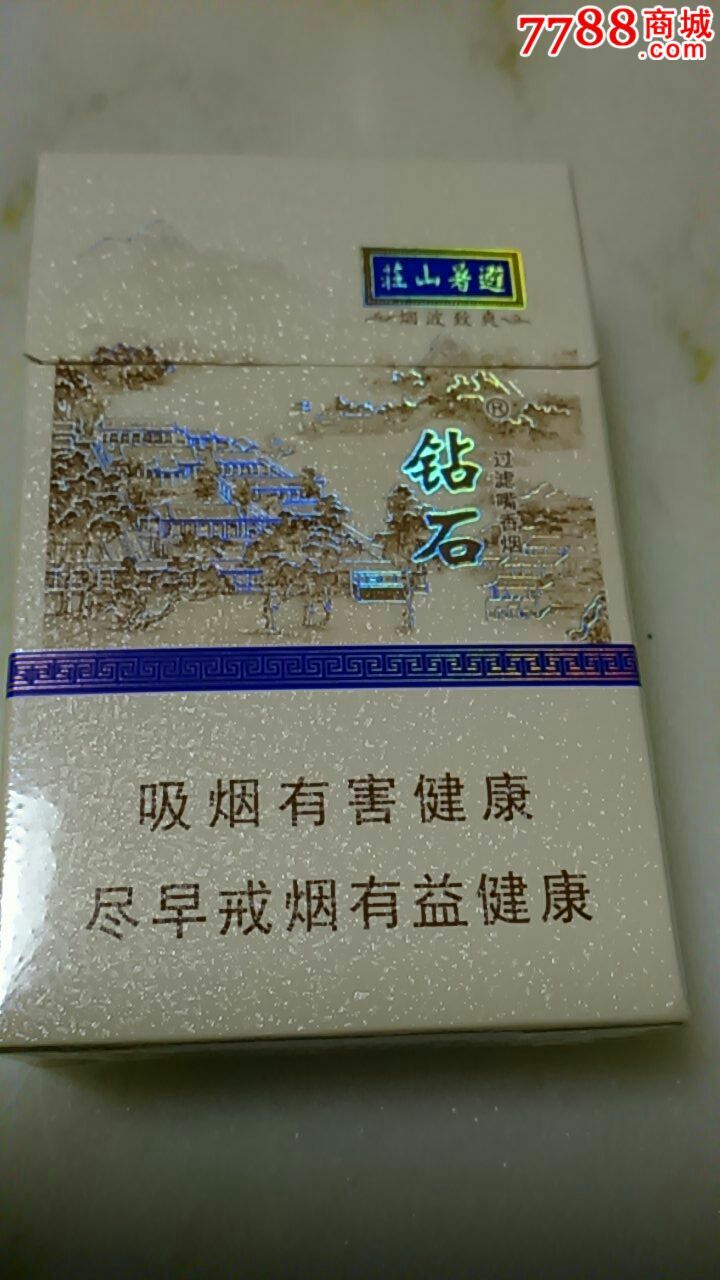 7788商城
.com
莊山暑避
烟波致爽
®
钻石
过滤嘴香烟
吸烟有害健康
尽早戒烟有益健康